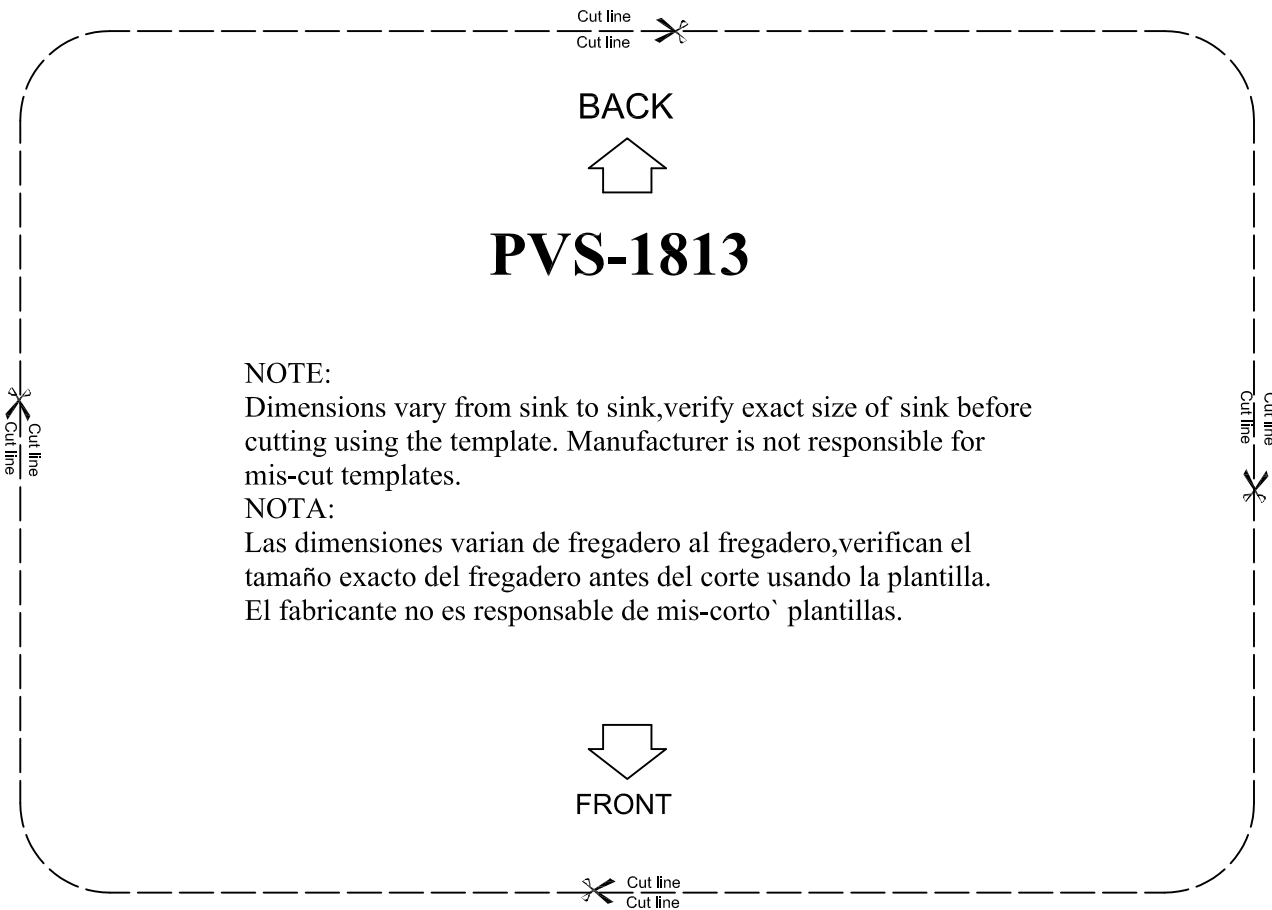 Cut line
Cut line
BACK
PVS-1813
NOTE:
Dimensions vary from sink to sink,verify exact size of sink before
cutting using the template. Manufacturer is not responsible for
mis-cut templates.
NOTA:
Las dimensiones varian de fregadero al fregadero,verifican el
tamaño exacto del fregadero antes del corte usando la plantilla.
El fabricante no es responsable de mis-corto` plantillas.
Cut line
Cut line
Cut line
Cut line
FRONT
Cut line
Cut line